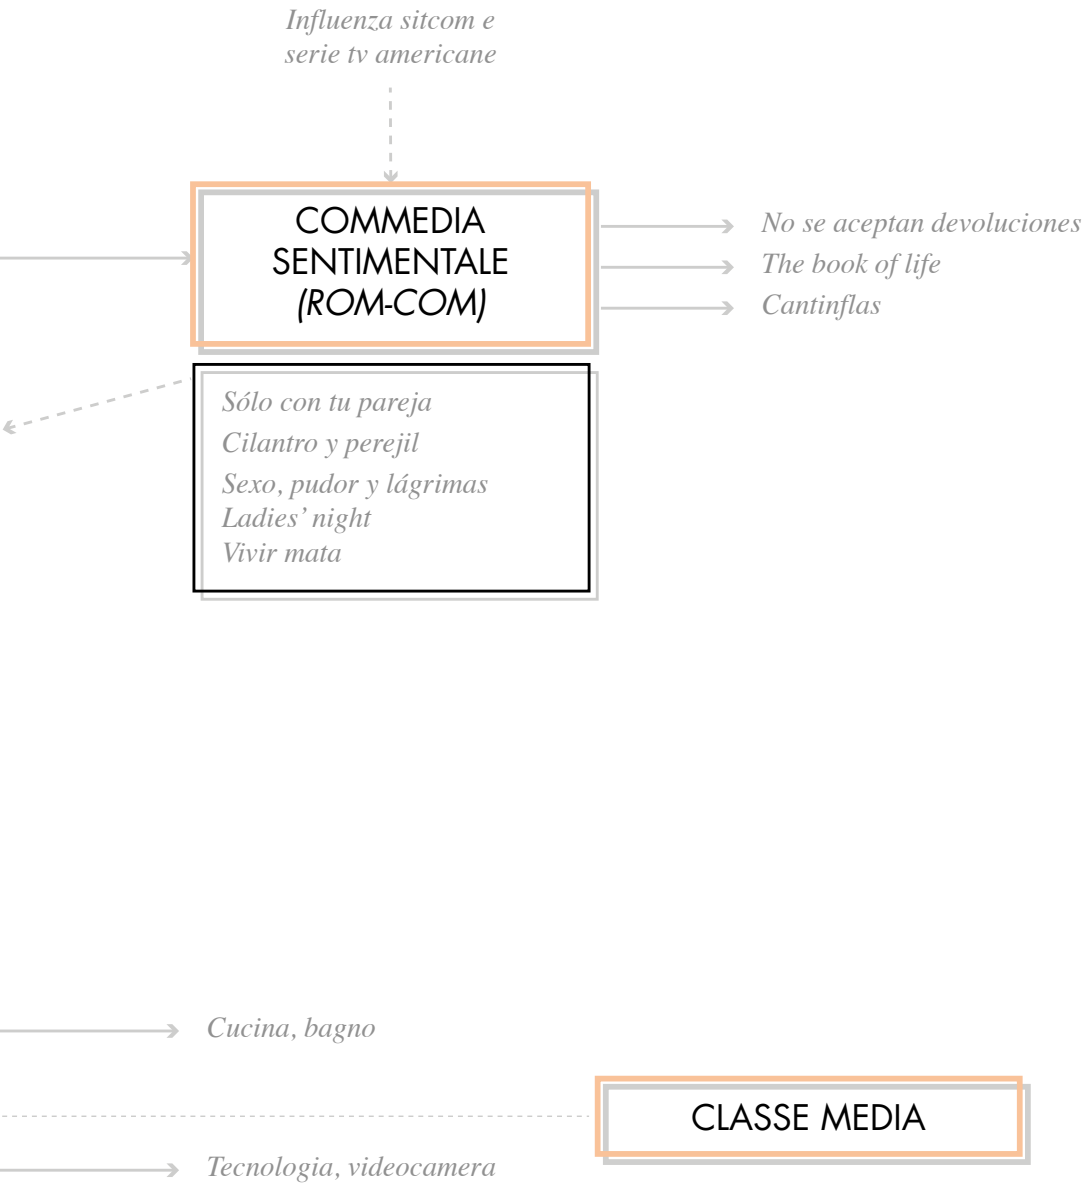 Influenza sitcom e
serie tv americane
COMMEDIA
SENTIMENTALE
(ROM-COM)
No se aceptan devoluciones
The book of life
Cantinflas
Sólo con tu pareja
Cilantro y perejil
Sexo, pudor y lágrimas
Ladies’ night
Vivir mata
Cucina, bagno
CLASSE MEDIA
Tecnologia, videocamera